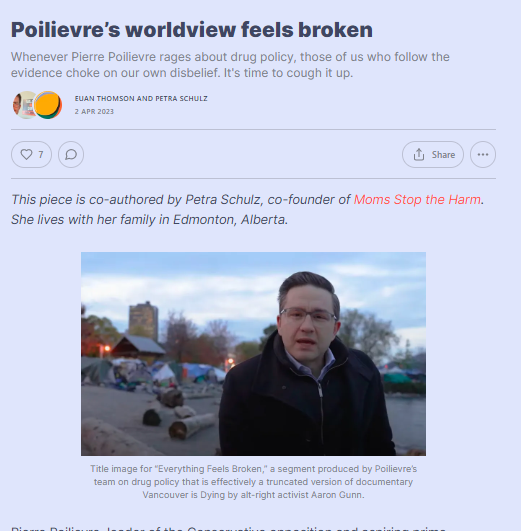 Poilievre’s worldview feels broken
Whenever Pierre Poilievre rages about drug policy, those of us who follow the
evidence choke on our own disbelief. It's time to cough it up.
EUAN THOMSON AND PETRA SCHULZ
2 APR 2023
7
Share
This piece is co-authored by Petra Schulz, co-founder of Moms Stop the Harm.
She lives with her family in Edmonton, Alberta.
Title image for “Everything Feels Broken,” a segment produced by Poilievre’s
team on drug policy that is effectively a truncated version of documentary
Vancouver is Dying by alt-right activist Aaron Gunn.
Pierre Poilievre, leader of the Conservative opposition and aspiring prime